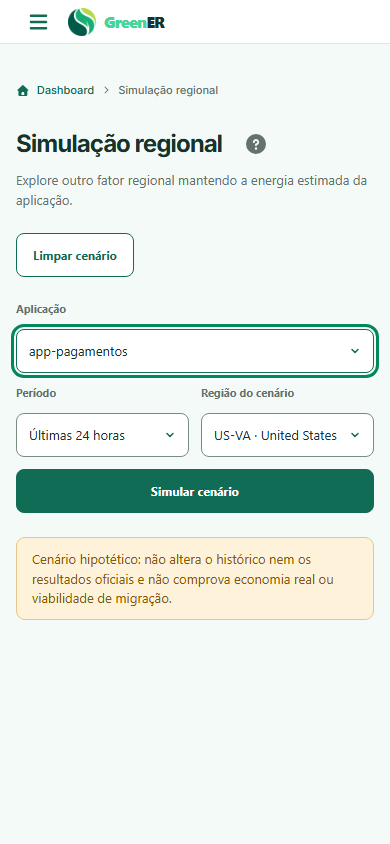 GreenER
Dashboard > Simulação regional
Simulação regional ?
Explore outro fator regional mantendo a energia estimada da
aplicação.
Limpar cenário
Aplicação
app-pagamentos
Período
Região do cenário
Últimas 24 horas
US-VA · United States
Simular cenário
Cenário hipotético: não altera o histórico nem os
resultados oficiais e não comprova economia real ou
viabilidade de migração.